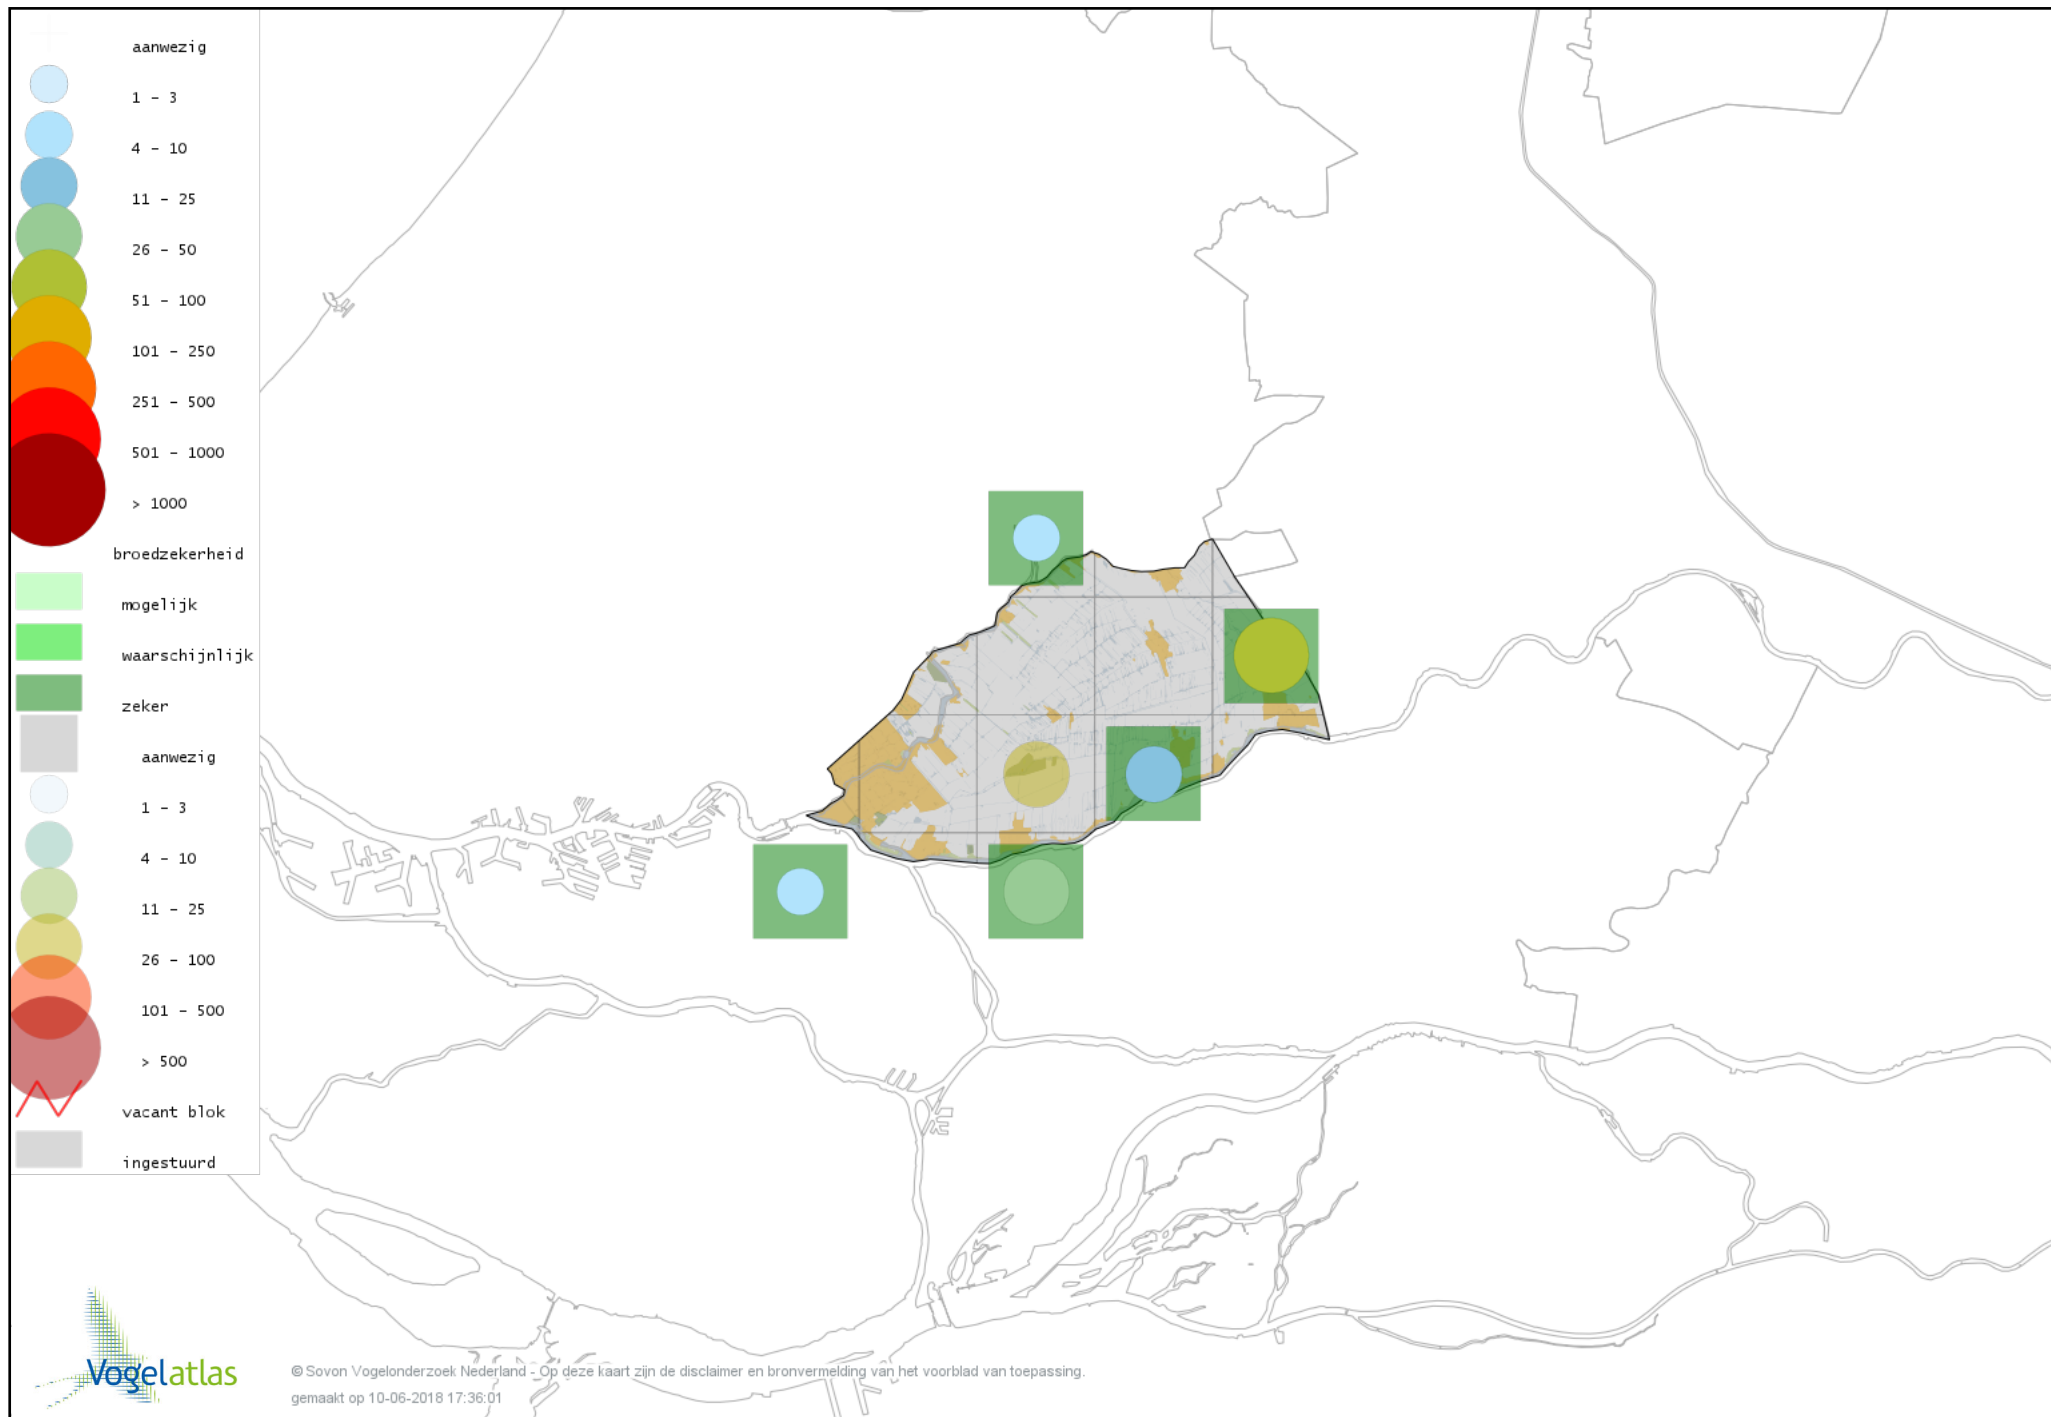 aanwezig
1 - 3
4 - 10
11 - 25
26 - 50
51 - 100
101 - 250
251 - 500
501 - 1000
> 1000
broedzekerheid
mogelijk
waarschijnlijk
zeker
aanwezig
1 - 3
4 - 10
11 - 25
26 - 100
101 - 500
> 500
vacant blok
ingestuurd
Vogelatlas
© Sovon Vogelonderzoek Nederland - Op deze kaart zijn de disclaimer en bronvermelding van het voorblad van toepassing.
gemaakt op 10-06-2018 17:36:01